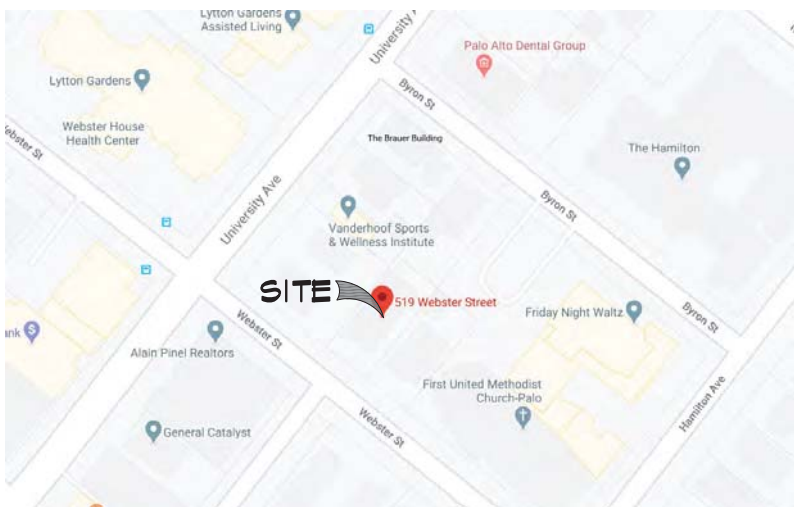 Lytton Gardens
Assisted Living
University
Palo Alto Dental Group
Lytton Gardens
Byron St
Webster House
Health Center
Webster St
The Brauer Building
The Hamilton
University Ave
Byron St
Vanderhoof Sports
& Wellness Institute
SITE
519 Webster Street
Friday Night Waltz
Byron St
Webster St
Alain Pinel Realtors
First United Methodist
Church-Palo
Hamilton Ave
Webster St
General Catalyst